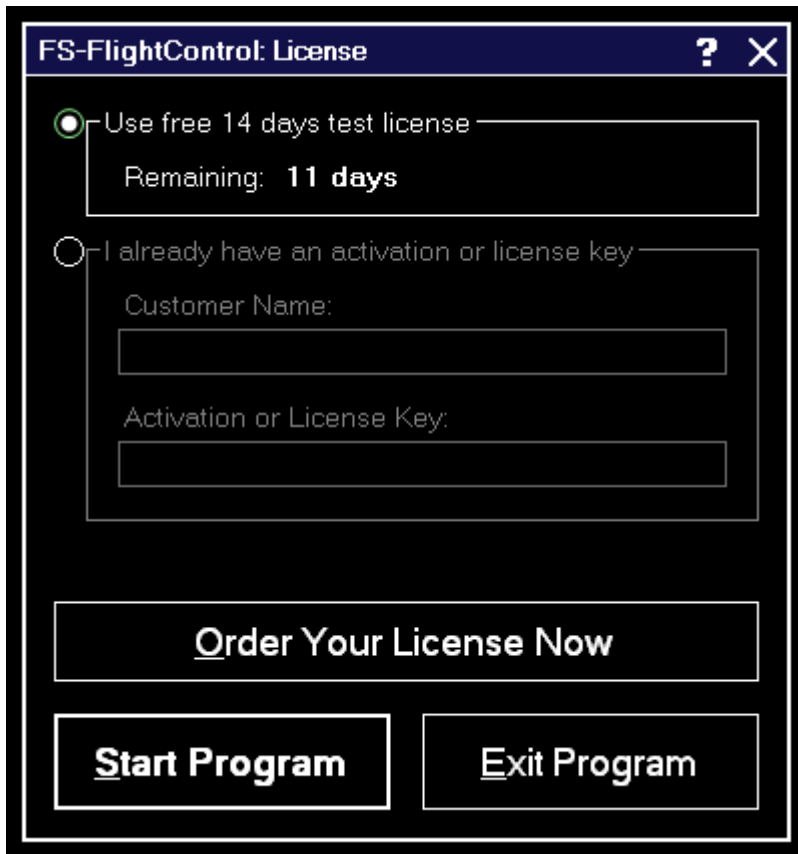 FS-FlightControl: License ? X
Use free 14 days test license
Remaining: 11 days
I already have an activation or license key
Customer Name:
Activation or License Key:
Order Your License Now
Start Program
Exit Program